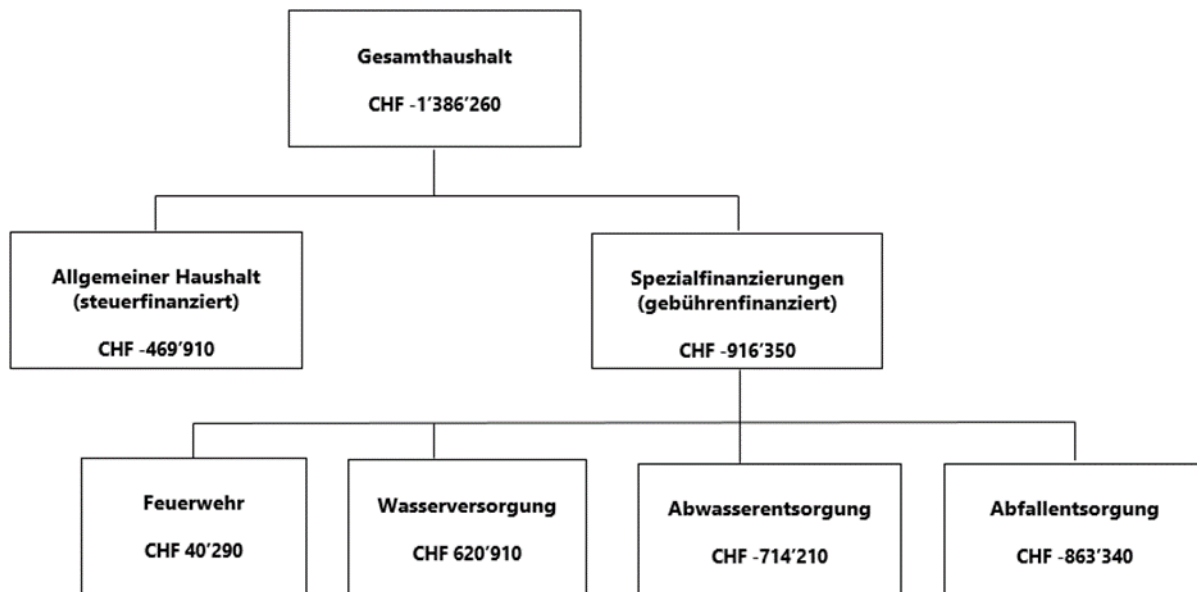 Gesamthaushalt
CHF -1’386’260
Allgemeiner Haushalt
(steuerfinanziert)
CHF -469’910
Spezialfinanzierungen
(gebührenfinanziert)
CHF -916’350
Feuerwehr
CHF 40’290
Wasserversorgung
CHF 620’910
Abwasserentsorgung
CHF -714’210
Abfallentsorgung
CHF -863’340